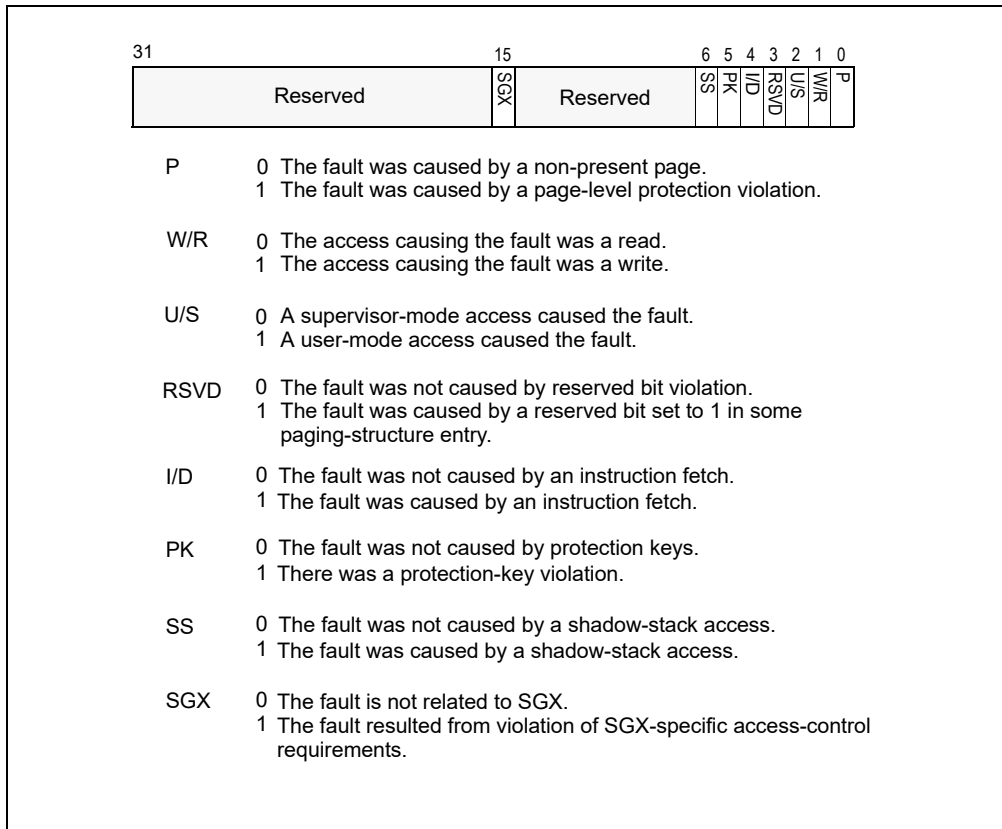 31 15 6 5 4 3 2 1 0
Reserved SGX Reserved SS PK I/D RSVD U/S W/R P
P 0 The fault was caused by a non-present page.
1 The fault was caused by a page-level protection violation.
W/R 0 The access causing the fault was a read.
1 The access causing the fault was a write.
U/S 0 A supervisor-mode access caused the fault.
1 A user-mode access caused the fault.
RSVD 0 The fault was not caused by reserved bit violation.
1 The fault was caused by a reserved bit set to 1 in some
paging-structure entry.
I/D 0 The fault was not caused by an instruction fetch.
1 The fault was caused by an instruction fetch.
PK 0 The fault was not caused by protection keys.
1 There was a protection-key violation.
SS 0 The fault was not caused by a shadow-stack access.
1 The fault was caused by a shadow-stack access.
SGX 0 The fault is not related to SGX.
1 The fault resulted from violation of SGX-specific access-control
requirements.